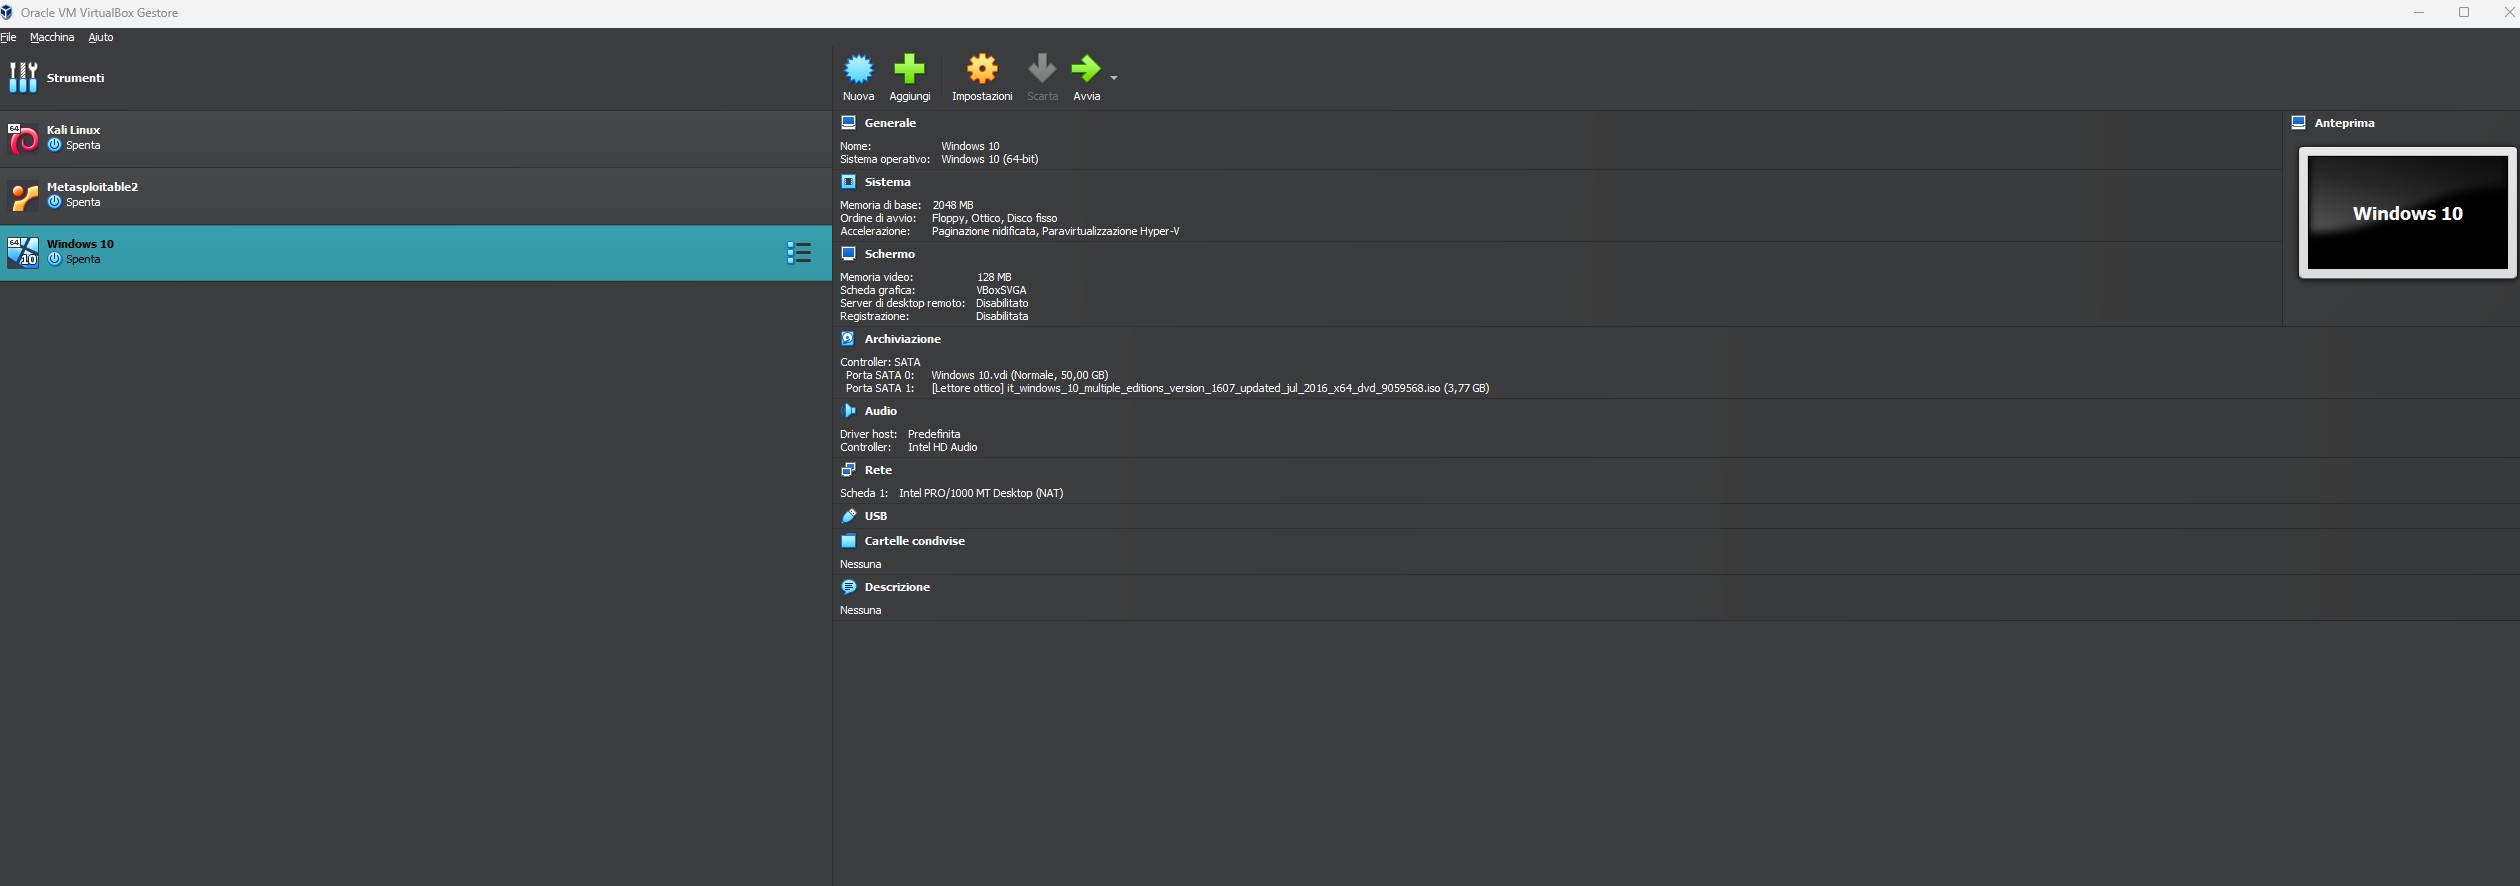 Oracle VM VirtualBox Gestore
File Macchina Aiuto
Strumenti
64
Kali Linux
Spenta
Metasploitable2
Spenta
64
10
Windows 10
Spenta
Nuova Aggiungi Impostazioni Scarta Avvia
Generale
Nome: Windows 10
Sistema operativo: Windows 10 (64-bit)
Sistema
Memoria di base: 2048 MB
Ordine di avvio: Floppy, Ottico, Disco fisso
Accelerazione: Paginazione nidificata, Paravirtualizzazione Hyper-V
Schermo
Memoria video: 128 MB
Scheda grafica: VBoxSVGA
Server di desktop remoto: Disabilitato
Registrazione: Disabilitata
Archiviazione
Controller: SATA
Porta SATA 0: Windows 10.vdi (Normale, 50,00 GB)
Porta SATA 1: [Lettore ottico] it_windows_10_multiple_editions_version_1607_updated_jul_2016_x64_dvd_9059568.iso (3,77 GB)
Audio
Driver host: Predefinita
Controller: Intel HD Audio
Rete
Scheda 1: Intel PRO/1000 MT Desktop (NAT)
USB
Cartelle condivise
Nessuna
Descrizione
Nessuna
Anteprima
Windows 10